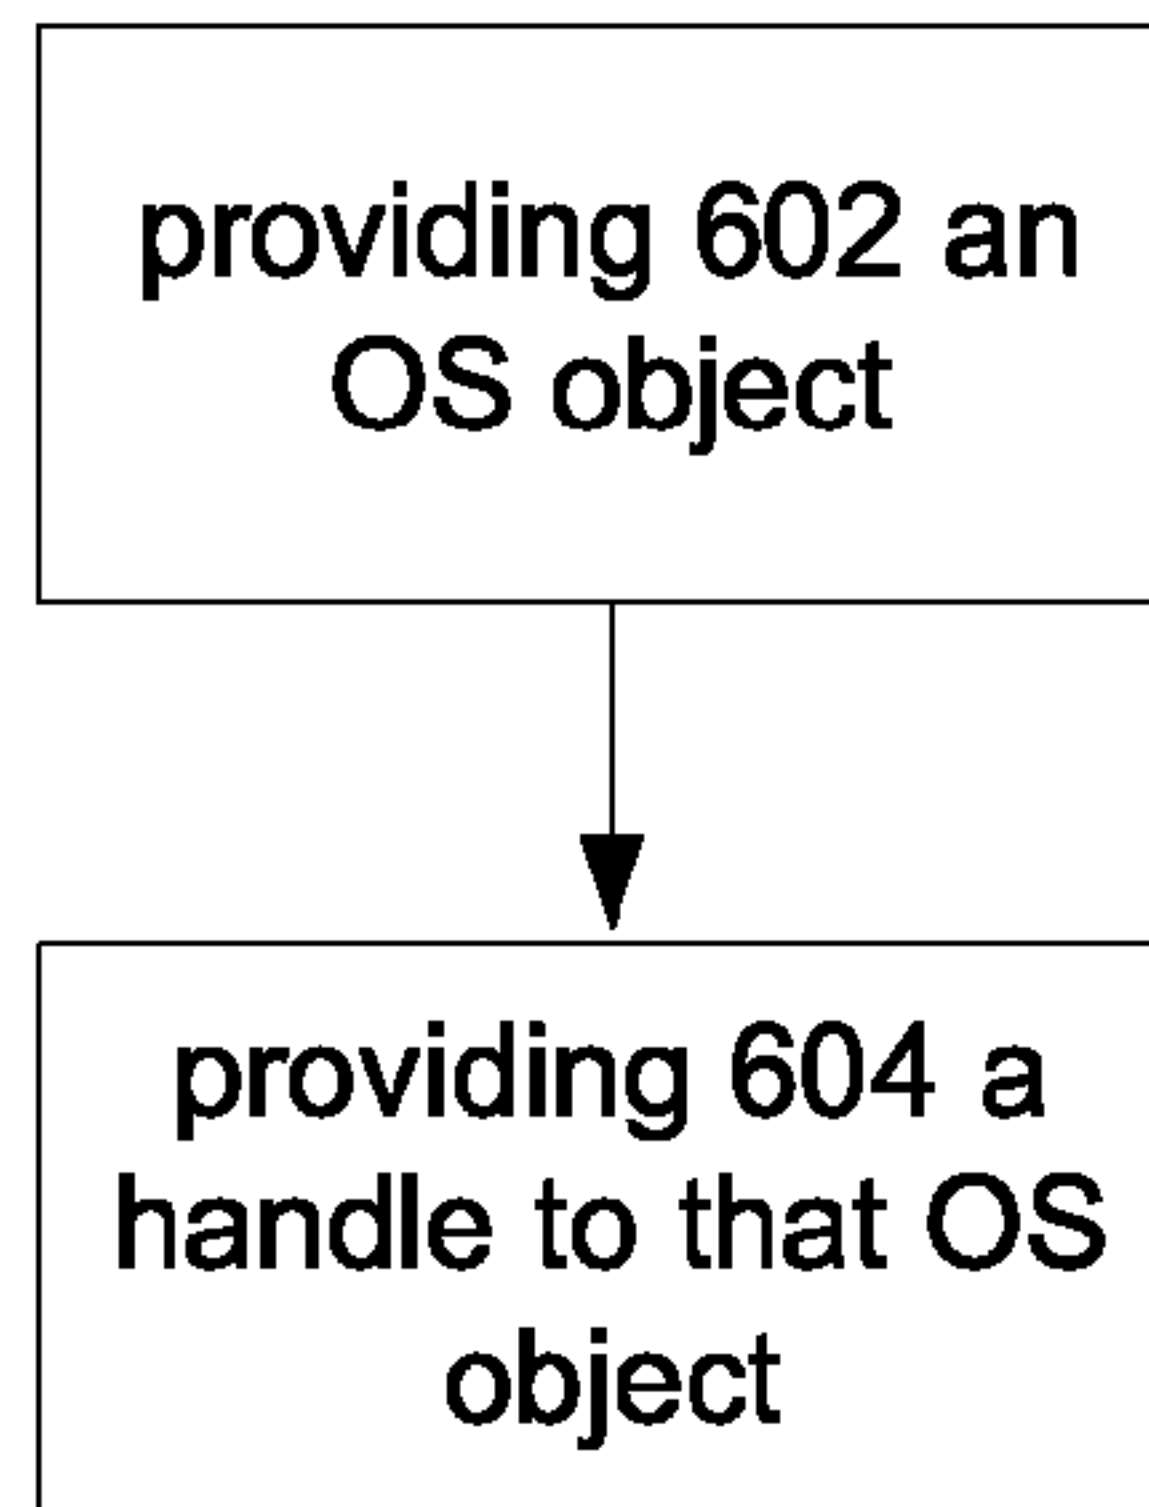 providing 602 an
OS object
providing 604 a
handle to that OS
object